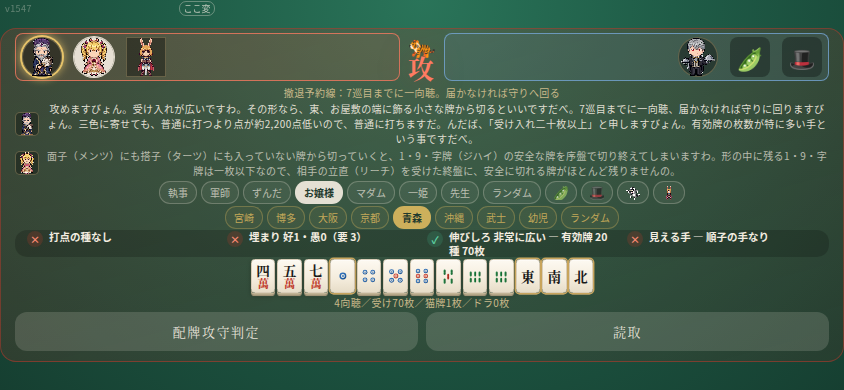 v1547
ここ変
攻
撤退予約線：7巡目までに一向聴。届かなければ守りへ回る
攻めますびょん。受け入れが広いですわ。その形なら、東、お屋敷の端に飾る小さな牌から切るといいですだべ。7巡目までに一向聴、届かなければ守りに回りますび
ょん。三色に寄せても、普通に打つより点が約2,200点低いので、普通に打ちますだ。んだば、「受け入れ二十枚以上」と申しますびょん。有効牌の枚数が特に多い手と
いう事ですだべ。
面子（メンツ）にも搭子（ターツ）にも入っていない牌から切っていくと、1・9・字牌（ジハイ）の安全な牌を序盤で切り終えてしまいますわ。形の中に残る1・9・字
牌は一枚以下なので、相手の立直（リーチ）を受けた終盤に、安全に切れる牌がほとんど残りませんの。
執事 軍師 ずんだ お嬢様 マダム 一姫 先生 ランダム
宮崎 博多 大阪 京都 青森 沖縄 武士 幼児 ランダム
✕ 打点の種なし ✕ 埋まり 好1・愚0（要 3） ✓ 伸びしろ 非常に広い — 有効牌 20 ✕ 見える手 — 順子の手なり
種 70枚
四萬 五萬 七萬 東 南 北
4向聴／受け70枚／猫牌1枚／ドラ0枚
配牌攻守判定 読取